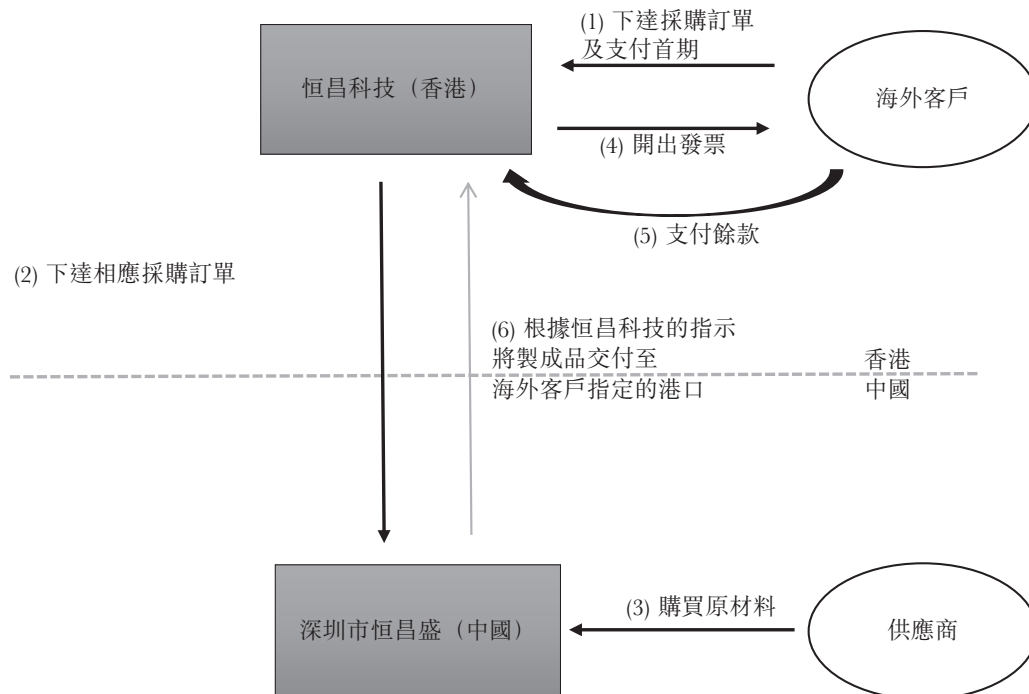 (1) 下達採購訂單
及支付首期
恒昌科技（香港）
海外客戶
(4) 開出發票
(5) 支付餘款
(2) 下達相應採購訂單
(6) 根據恒昌科技的指示
將製成品交付至
海外客戶指定的港口
香港
中國
(3) 購買原材料
深圳市恒昌盛（中國）
供應商